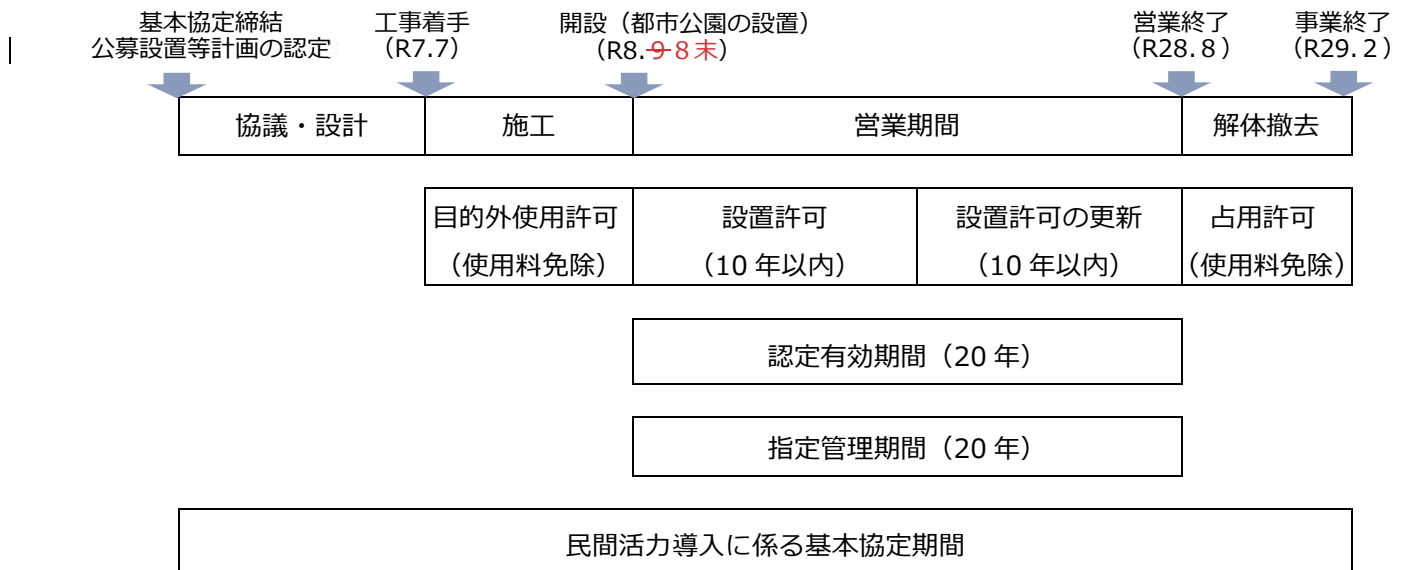 基本協定締結
公募設置等計画の認定
工事着手
（R7.7）
開設（都市公園の設置）
（R8.９８末）
営業終了
（R28.８）
事業終了
（R29.２）
協議・設計
施工
営業期間
解体撤去
目的外使用許可
（使用料免除）
設置許可
（10 年以内）
設置許可の更新
（10 年以内）
占用許可
（使用料免除）
認定有効期間（20 年）
指定管理期間（20 年）
民間活力導入に係る基本協定期間